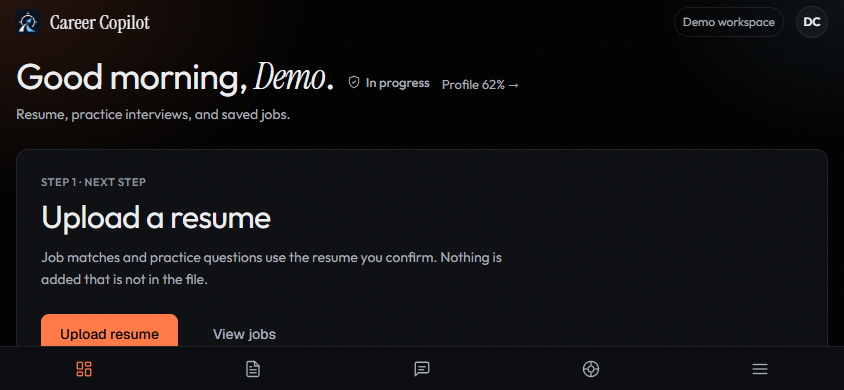 Career Copilot
Demo workspace
DC
Good morning, Demo.
In progress
Profile 62% →
Resume, practice interviews, and saved jobs.
STEP 1 · NEXT STEP
Upload a resume
Job matches and practice questions use the resume you confirm. Nothing is
added that is not in the file.
Upload resume
View jobs